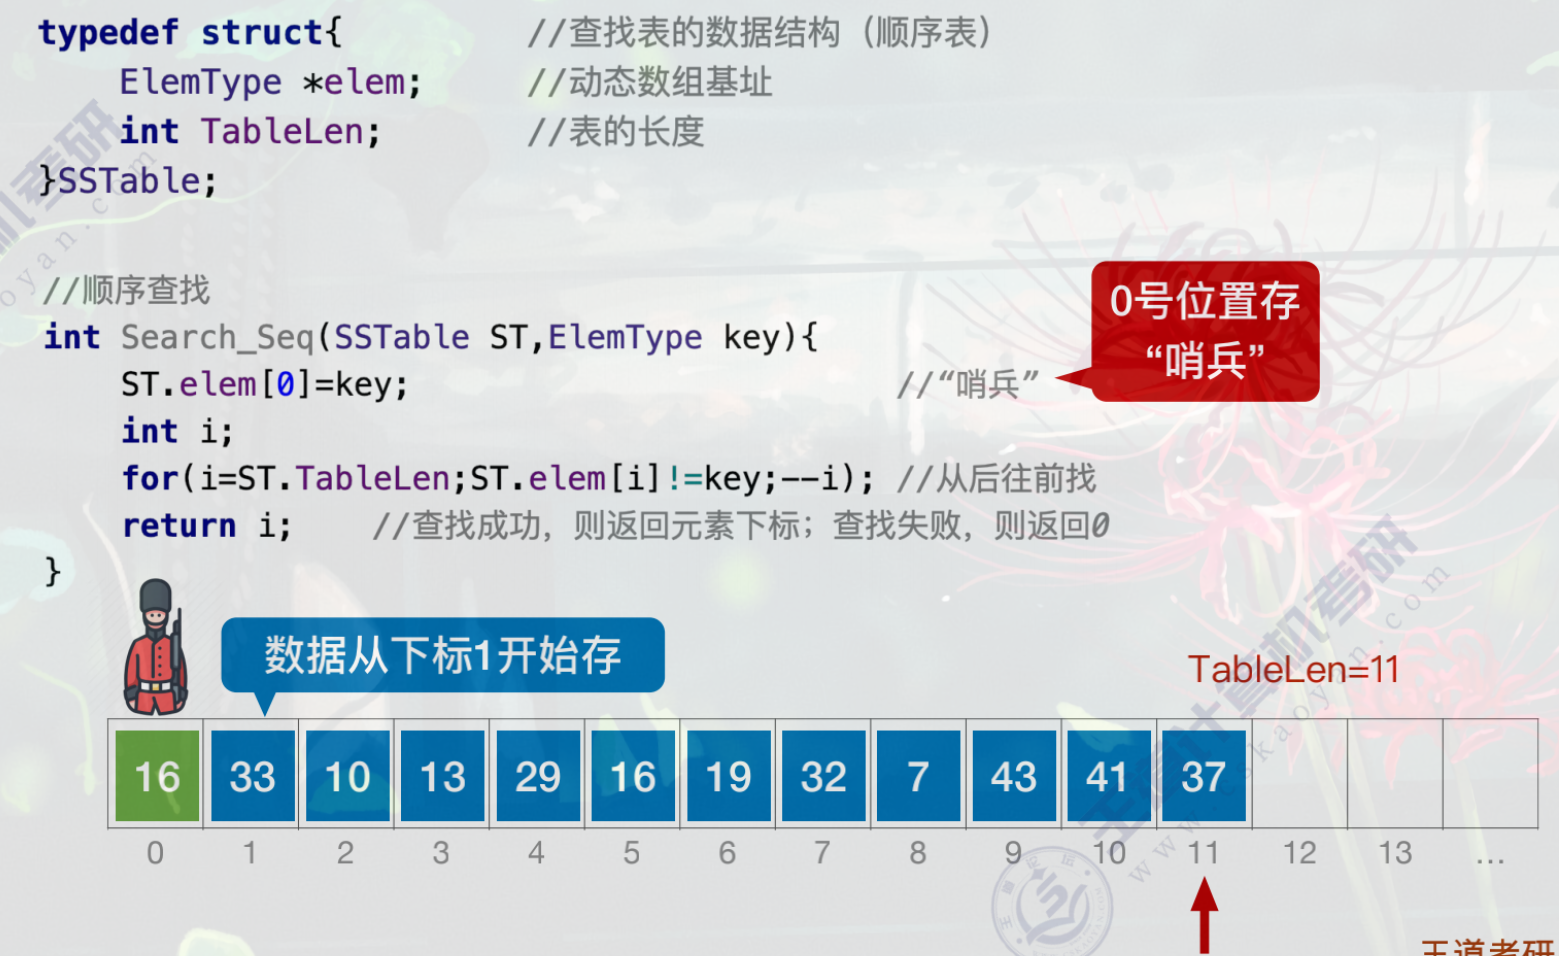 typedef struct{ //查找表的数据结构（顺序表）
ElemType *elem; //动态数组基址
int TableLen; //表的长度
}SSTable;
//顺序查找
int Search_Seq(SSTable ST,ElemType key){
ST.elem[0]=key; //“哨兵”
0号位置存
“哨兵”
int i;
for(i=ST.TableLen;ST.elem[i]!=key;--i); //从后往前找
return i; //查找成功，则返回元素下标；查找失败，则返回0
}
数据从下标1开始存
TableLen=11
16 33 10 13 29 16 19 32 7 43 41 37
0 1 2 3 4 5 6 7 8 9 10 11 12 13 ...
王道计算机考研
www.cskaoyan.com
机考研
oyan.com
王道考研